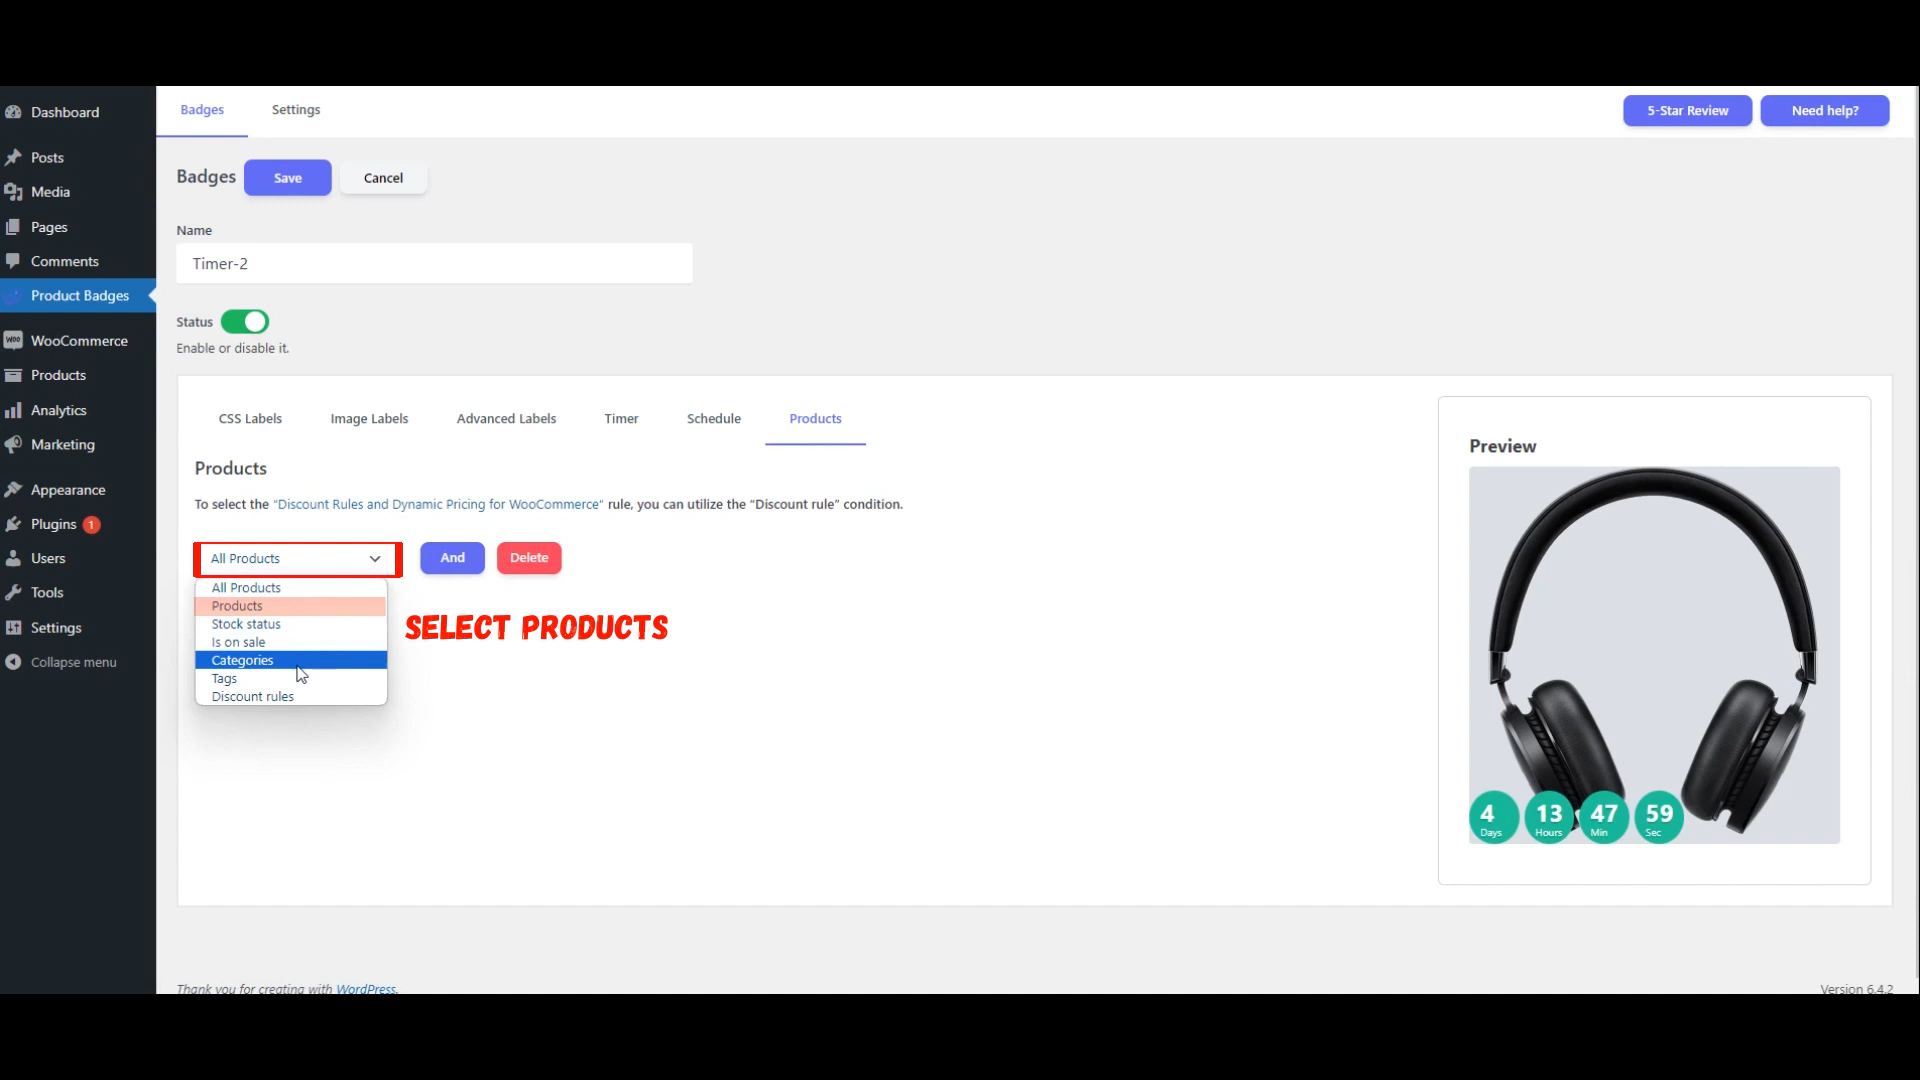 Dashboard
Posts
Media
Pages
Comments
Product Badges
WooCommerce
Products
Analytics
Marketing
Appearance
Plugins 1
Users
Tools
Settings
Collapse menu
Badges Settings
5-Star Review Need help?
Badges Save Cancel
Name
Timer-2
Status
Enable or disable it.
CSS Labels Image Labels Advanced Labels Timer Schedule Products
Products
To select the “Discount Rules and Dynamic Pricing for WooCommerce” rule, you can utilize the “Discount rule” condition.
All Products And Delete
All Products
Products
Stock status
Is on sale
Categories
Tags
Discount rules
SELECT PRODUCTS
Preview
4 13 47 59
Days Hours Min Sec
Thank you for creating with WordPress.
Version 6.4.2